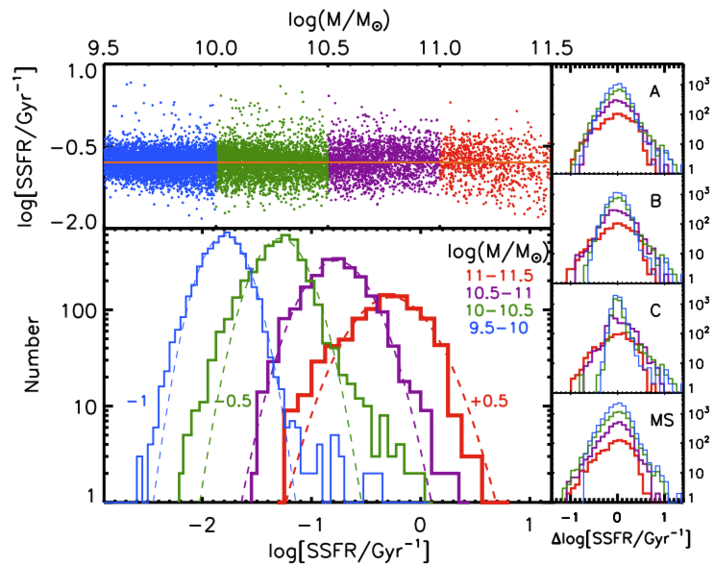 log(M/M⊙)
9.5 10.0 10.5 11.0 11.5
1.0
-0.5
-2.0
log[SSFR/Gyr⁻¹]
log(M/M⊙)
11-11.5
10.5-11
10-10.5
9.5-10
100
10
1
Number
-1
-0.5
+0.5
-2 -1 0 1
log[SSFR/Gyr⁻¹]
A
10³
10²
10
1
B
10³
10²
10
1
C
10³
10²
10
1
MS
10³
10²
10
1
-1 0 1
Δlog[SSFR/Gyr⁻¹]